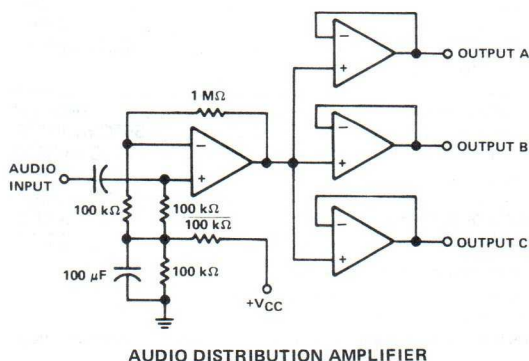 OUTPUT A
1 MΩ
OUTPUT B
AUDIO
INPUT
100 kΩ
100 kΩ
100 kΩ
OUTPUT C
100 μF
100 kΩ
+VCC
AUDIO DISTRIBUTION AMPLIFIER